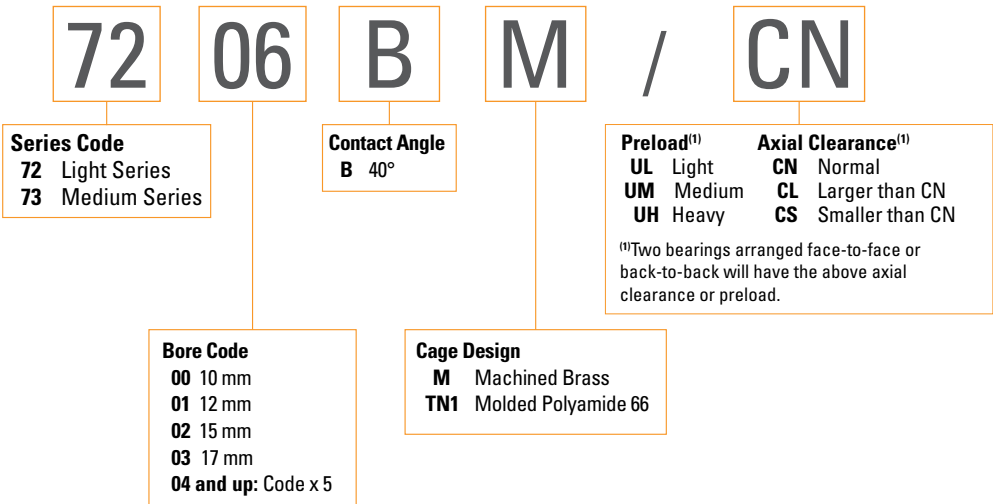 72 06 B M / CN
Series Code
72 Light Series
73 Medium Series
Contact Angle
B 40°
Preload(1) Axial Clearance(1)
UL Light CN Normal
UM Medium CL Larger than CN
UH Heavy CS Smaller than CN
(1)Two bearings arranged face-to-face or
back-to-back will have the above axial
clearance or preload.
Bore Code
00 10 mm
01 12 mm
02 15 mm
03 17 mm
04 and up: Code x 5
Cage Design
M Machined Brass
TN1 Molded Polyamide 66